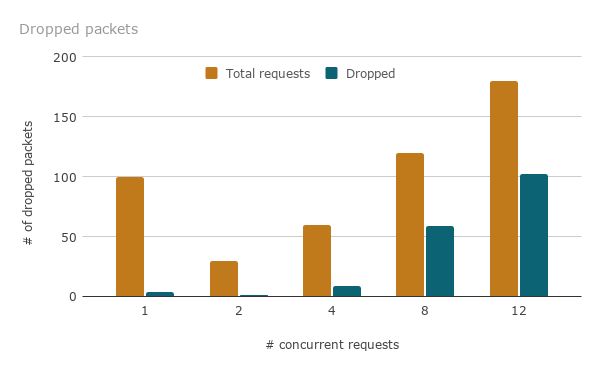 Dropped packets
200
Total requests
Dropped
150
100
50
0
# of dropped packets
1
2
4
8
12
# concurrent requests